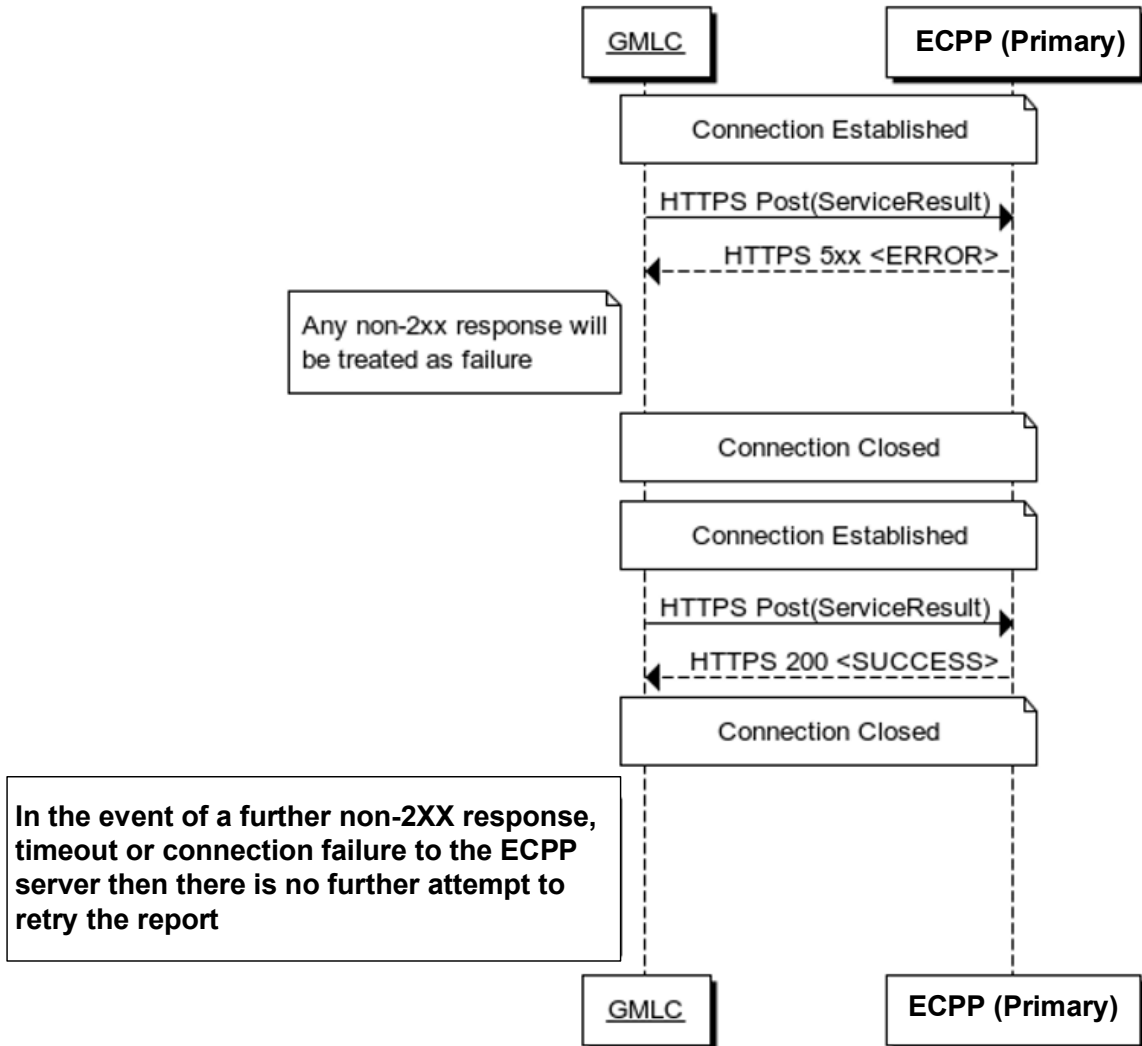 GMLC
ECPP (Primary)
Connection Established
HTTPS Post(ServiceResult)
HTTPS 5xx <ERROR>
Any non-2xx response will
be treated as failure
Connection Closed
Connection Established
HTTPS Post(ServiceResult)
HTTPS 200 <SUCCESS>
Connection Closed
In the event of a further non-2XX response,
timeout or connection failure to the ECPP
server then there is no further attempt to
retry the report
GMLC
ECPP (Primary)